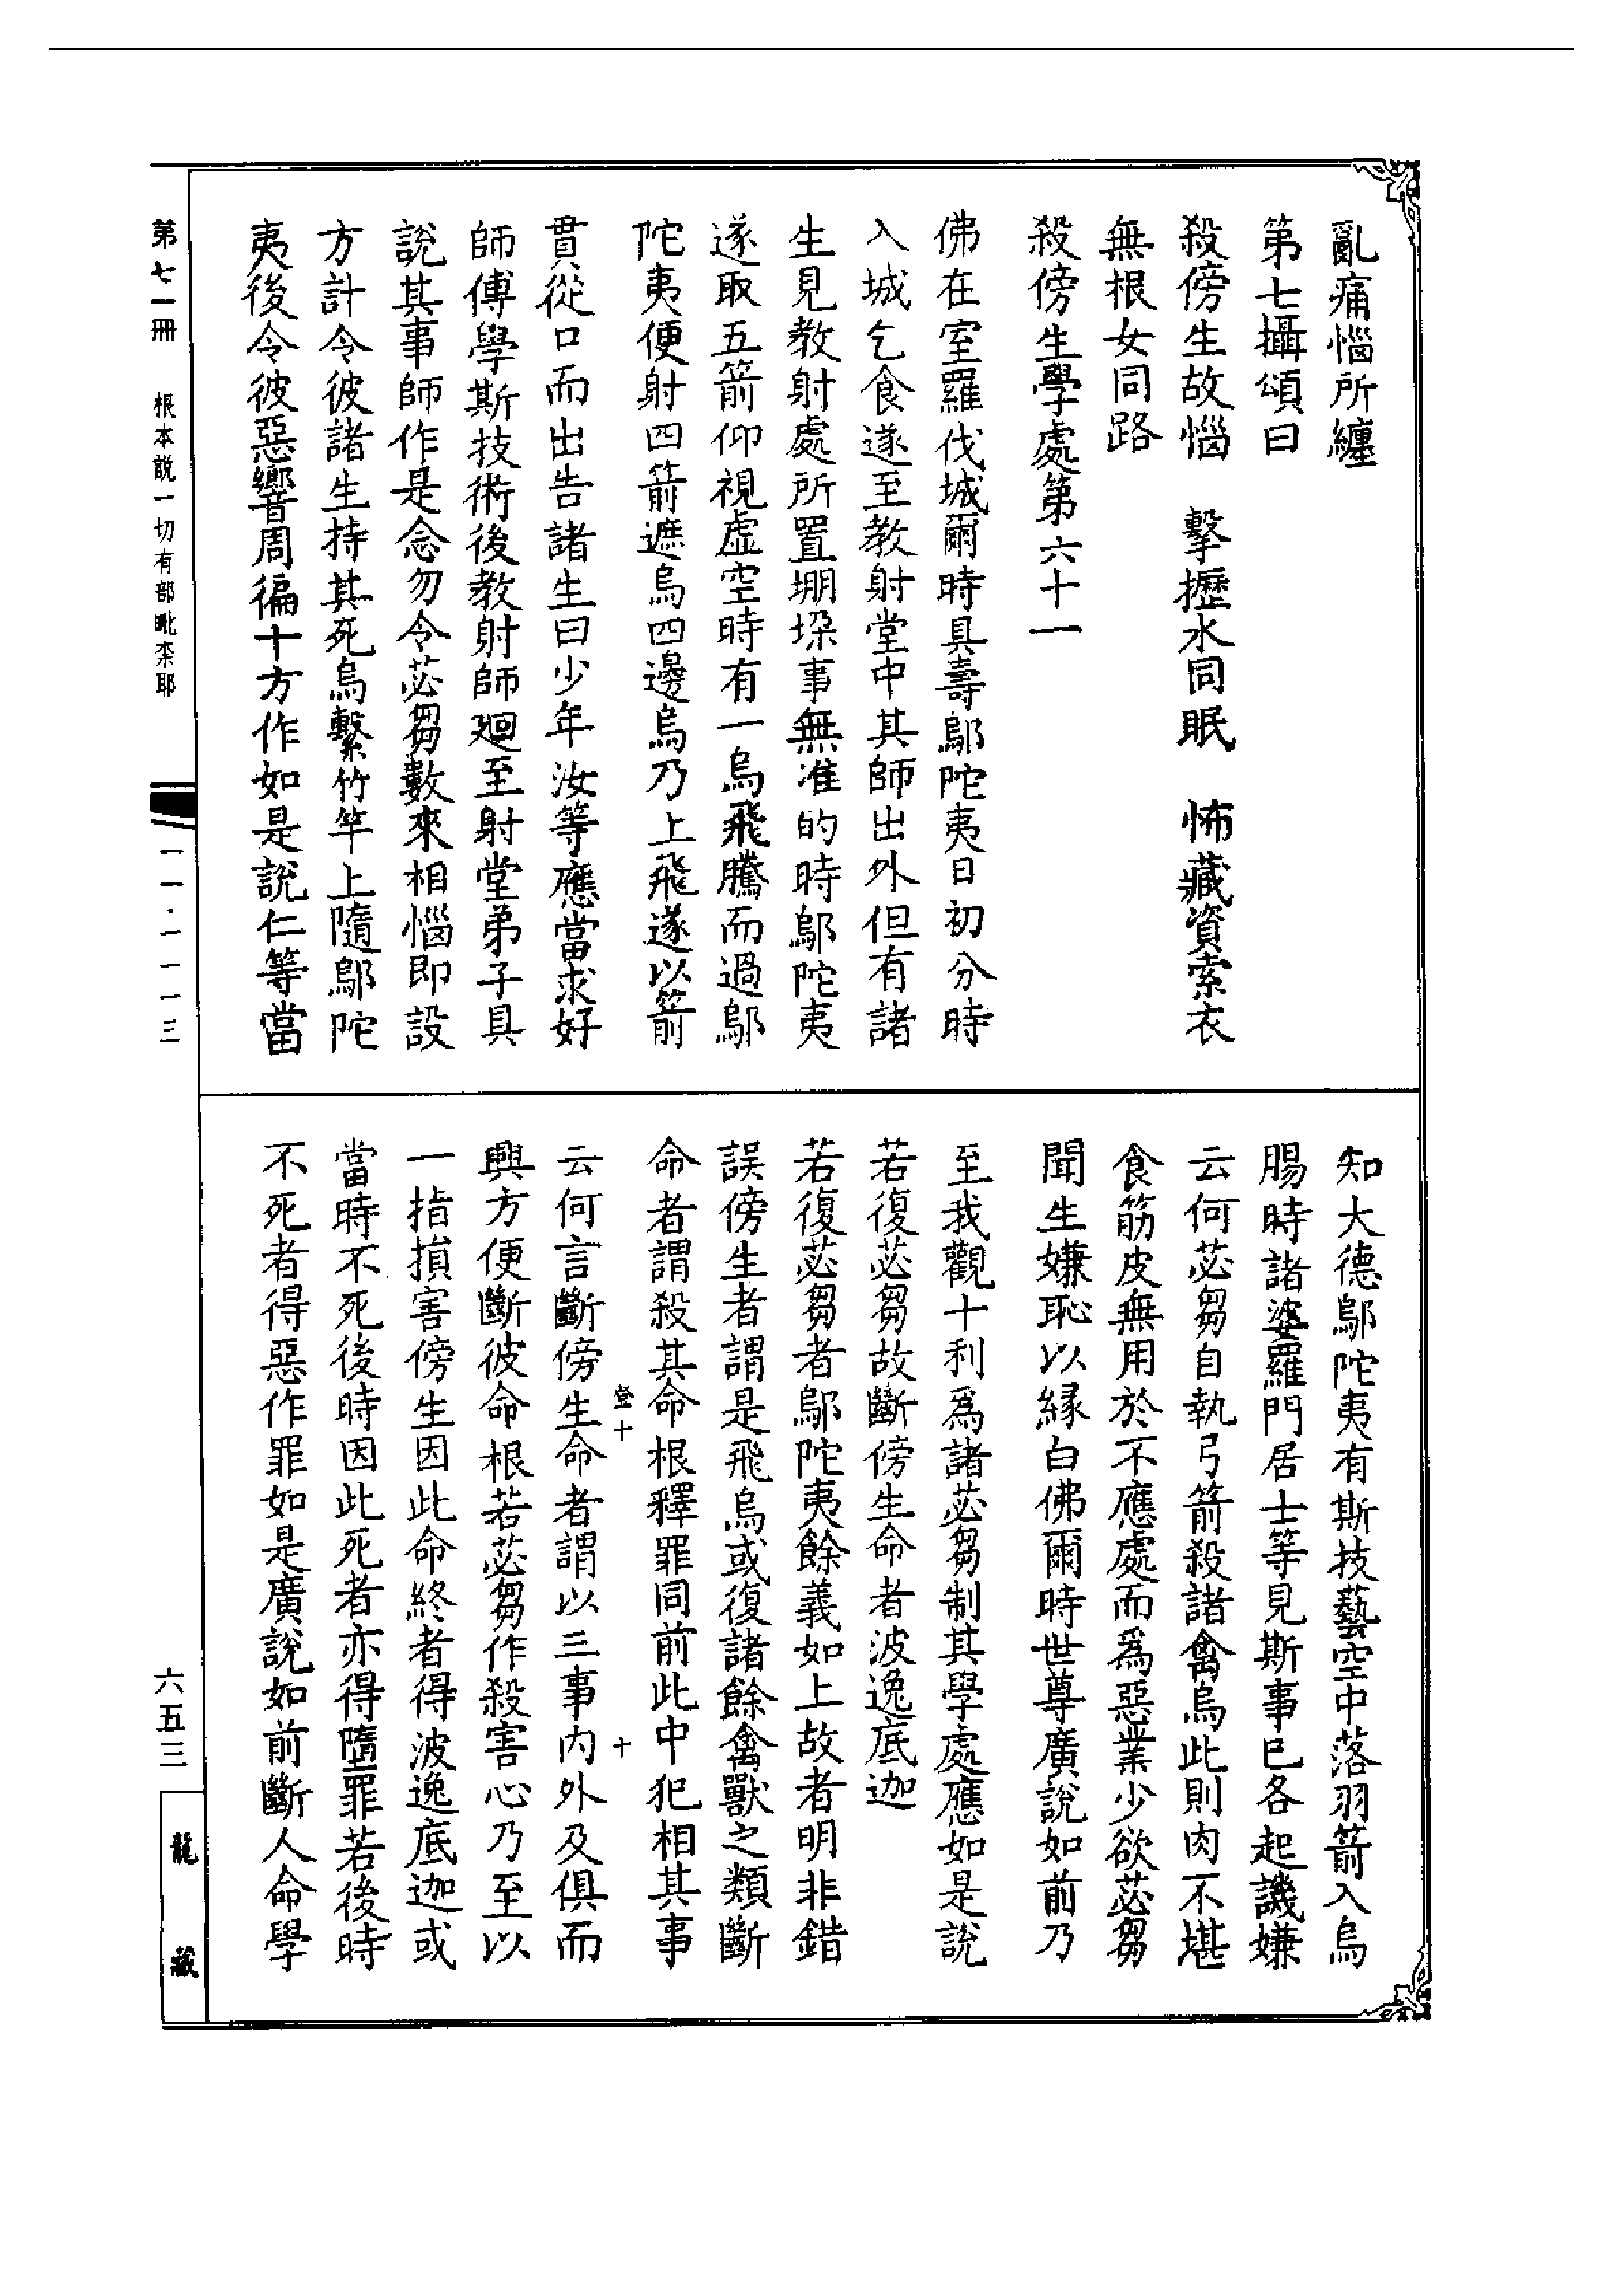 亂痛惱所纏
第七攝頌曰
殺傍生故惱　擊攊水同眠　怖藏資索衣
無根女同路
殺傍生學處第六十一
佛在室羅伐城爾時具壽鄔陀夷日初分時
入城乞食遂至教射堂中其師出外但有諸
生見教射處所置堋垜事無准的時鄔陀夷
遂取五箭仰視虛空時有一烏飛騰而過鄔
陀夷便射四箭遮烏四邊烏乃上飛遂以箭
貫從口而出告諸生曰少年汝等應當求好
師傅學斯技術後教射師廻至射堂弟子具
說其事師作是念勿令苾芻數來相惱即設
方計令彼諸生持其死烏繫竹竿上隨鄔陀
夷後令彼惡響周徧十方作如是說仁等當
知大德鄔陀夷有斯技藝空中落羽箭入烏
腸時諸婆羅門居士等見斯事已各起譏嫌
云何苾芻自執弓箭殺諸禽烏此則肉不堪
食筋皮無用於不應處而爲惡業少欲苾芻
聞生嫌恥以緣白佛爾時世尊廣說如前乃
至我觀十利爲諸苾芻制其學處應如是說
若復苾芻故斷傍生命者波逸底迦
若復苾芻者鄔陀夷餘義如上故者明非錯
誤傍生者謂是飛烏或復諸餘禽獸之類斷
命者謂殺其命根釋罪同前此中犯相其事
登十　十
云何言斷傍生命者謂以三事內外及俱而
興方便斷彼命根若苾芻作殺害心乃至以
一指損害傍生因此命終者得波逸底迦或
當時不死後時因此死者亦得墮罪若後時
不死者得惡作罪如是廣說如前斷人命學
第七一冊　根本說一切有部毗柰耶
一一·一一一三
六五三
龍藏